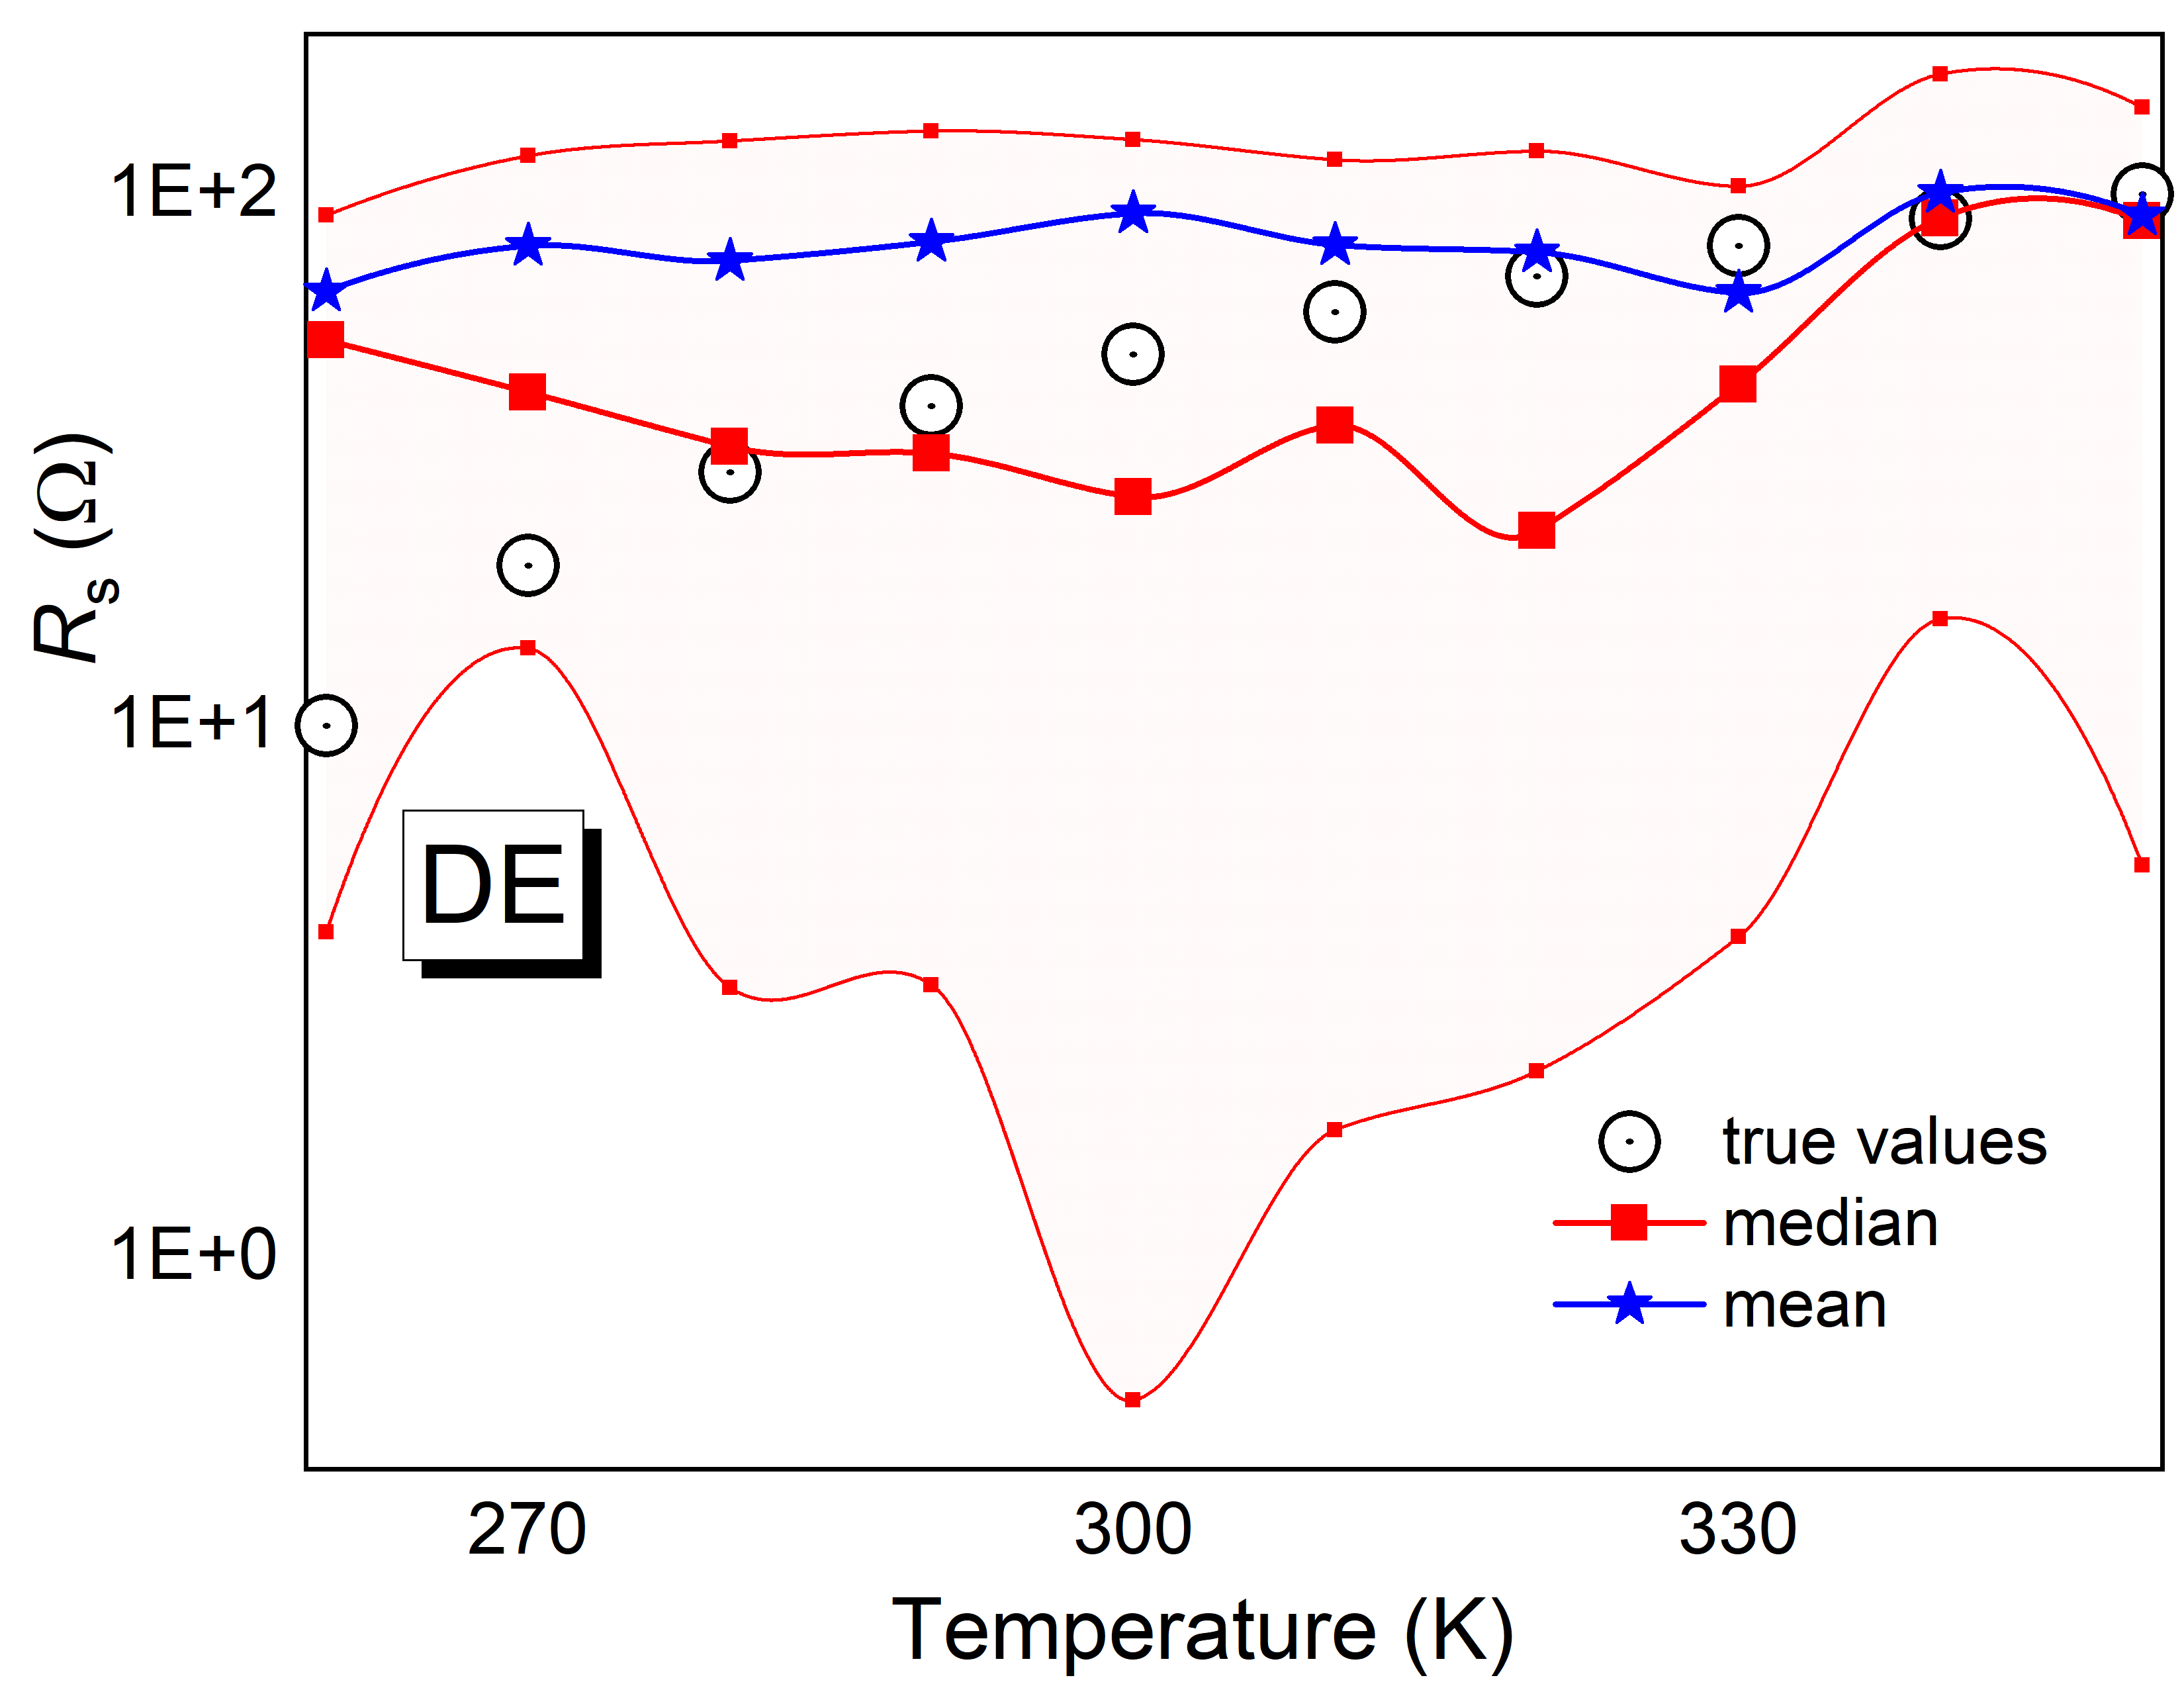 1E+2
1E+1
1E+0
Rs (Ω)
DE
true values
median
mean
270 300 330
Temperature (K)